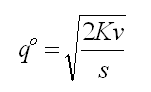 q° = √(2Kv / s)